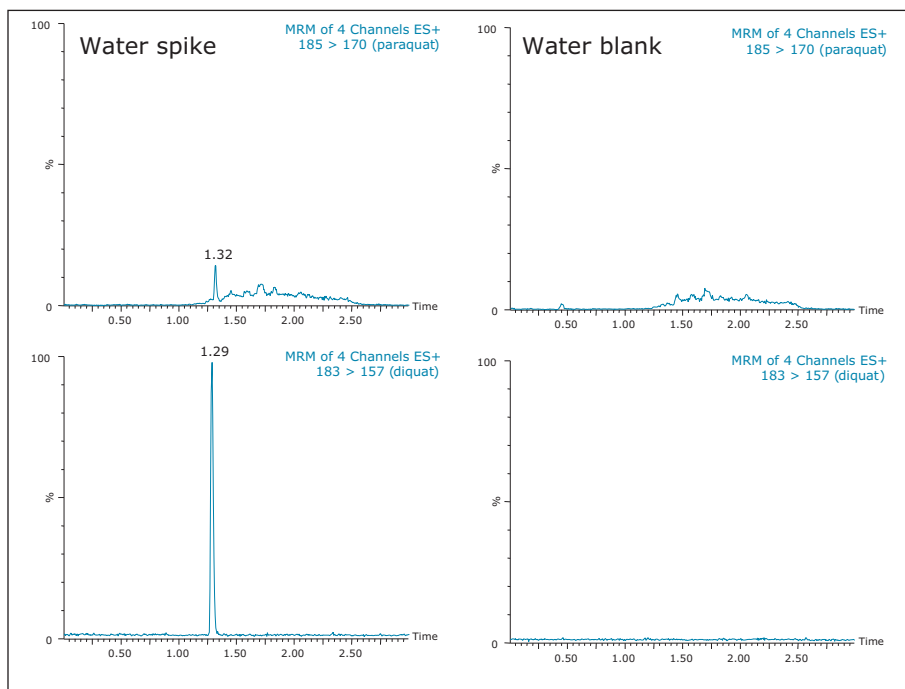 Water spike
MRM of 4 Channels ES+
185 > 170 (paraquat)
100
%
0
1.32
0.50 1.00 1.50 2.00 2.50
Time
Water blank
MRM of 4 Channels ES+
185 > 170 (paraquat)
100
%
0
0.50 1.00 1.50 2.00 2.50
Time
MRM of 4 Channels ES+
183 > 157 (diquat)
100
%
0
1.29
0.50 1.00 1.50 2.00 2.50
Time
MRM of 4 Channels ES+
183 > 157 (diquat)
100
%
0
0.50 1.00 1.50 2.00 2.50
Time